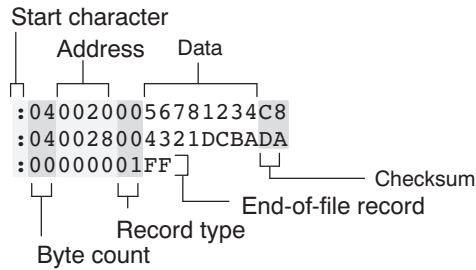 Start character
Address Data
:0400200056781234C8
:040028004321DCBADA
:00000001FF
Checksum
End-of-file record
Record type
Byte count